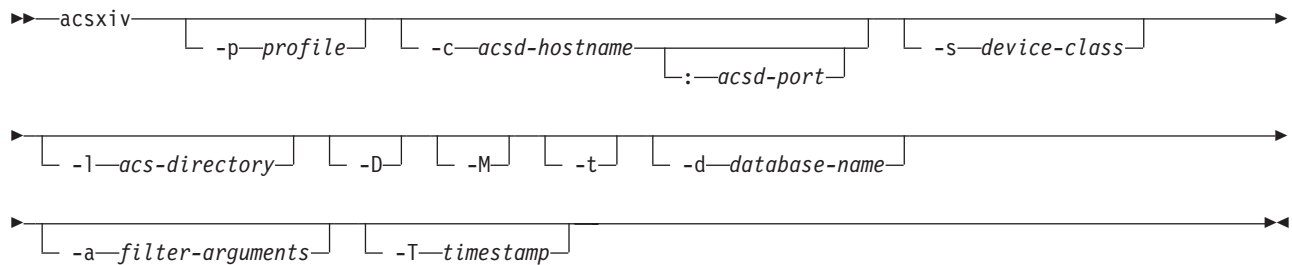 acsxiv -p profile -c acsd-hostname : acsd-port -s device-class
-l acs-directory -D -M -t -d database-name
-a filter-arguments -T timestamp